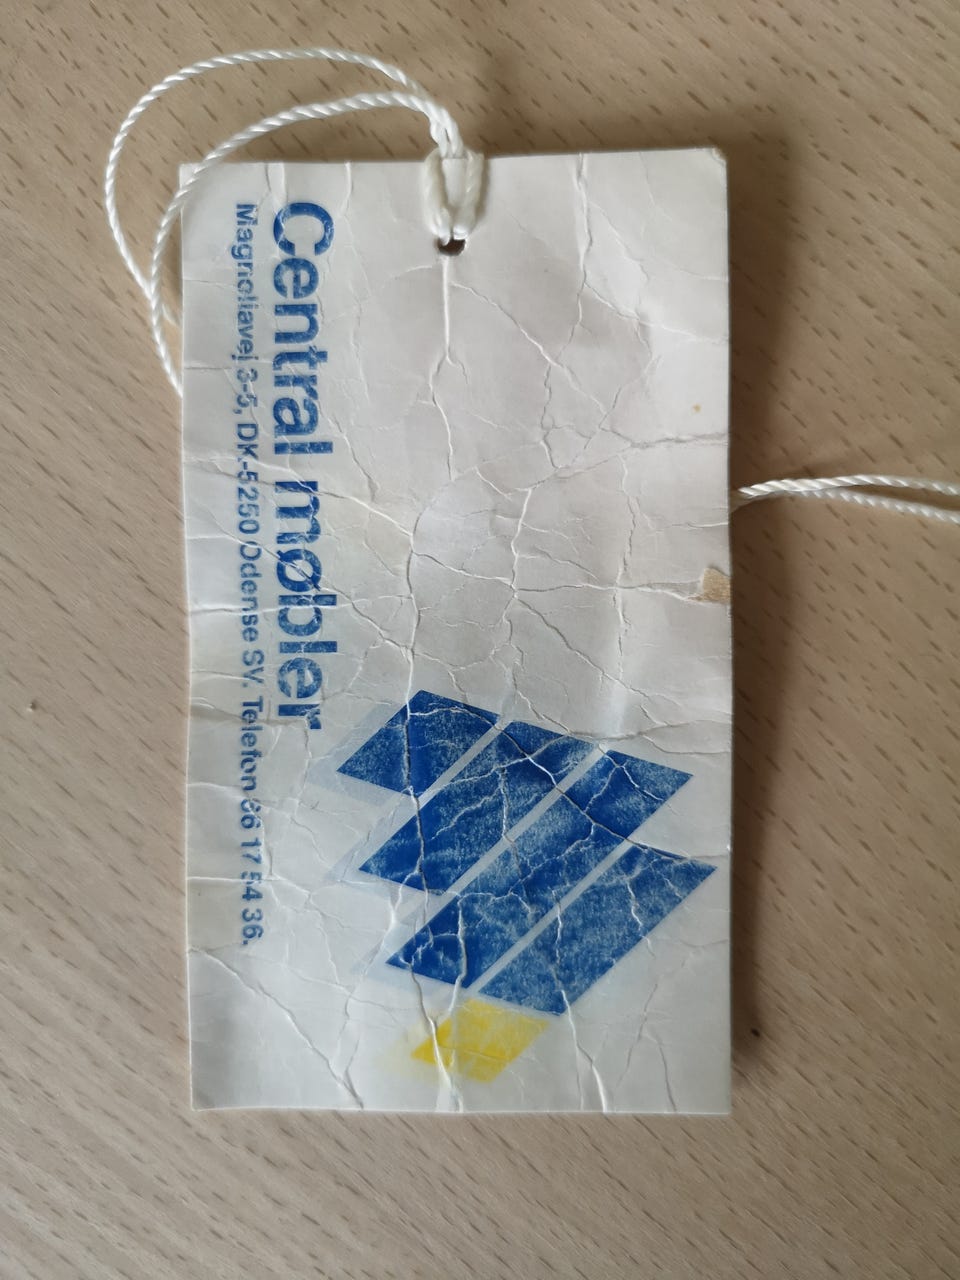 Central møbler
Magnoliavej 3-5, DK-5250 Odense SV. Telefon 66 17 54 36.